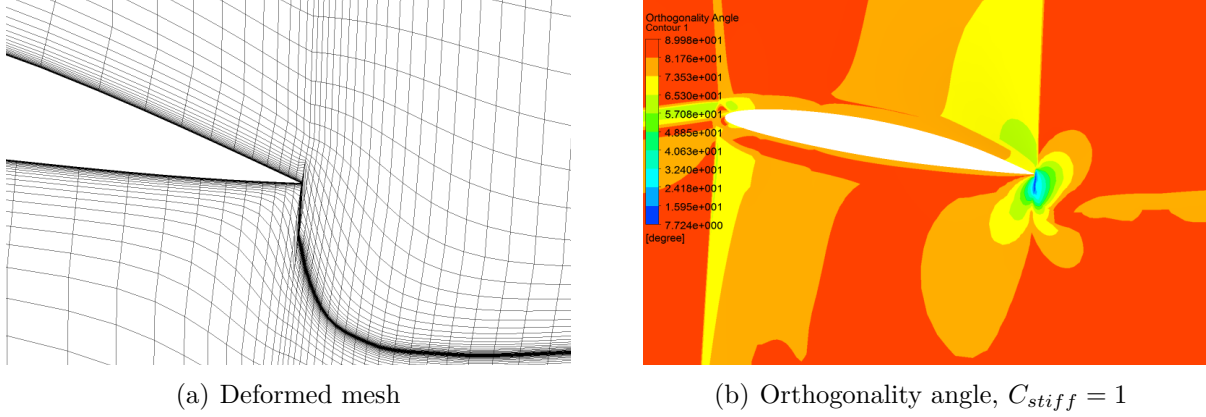 Orthogonality Angle
Contour 1
8.998e+001
8.176e+001
7.353e+001
6.530e+001
5.708e+001
4.885e+001
4.063e+001
3.240e+001
2.418e+001
1.595e+001
7.724e+000
[degree]
(a) Deformed mesh
(b) Orthogonality angle, C_{stiff} = 1